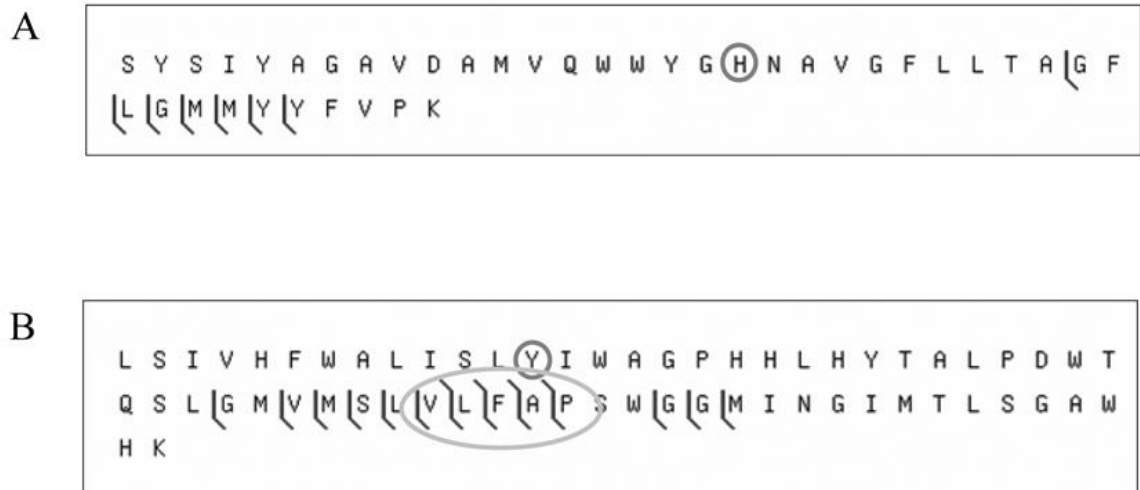 A
S Y S I Y A G A V D A M V Q W W Y G H N A V G F L L T A G F
L G M M Y Y F V P K
B
L S I V H F W A L I S L Y I W A G P H H L H Y T A L P D W T
Q S L G M V M S L V L F A P S W G G M I N G I M T L S G A W
H K